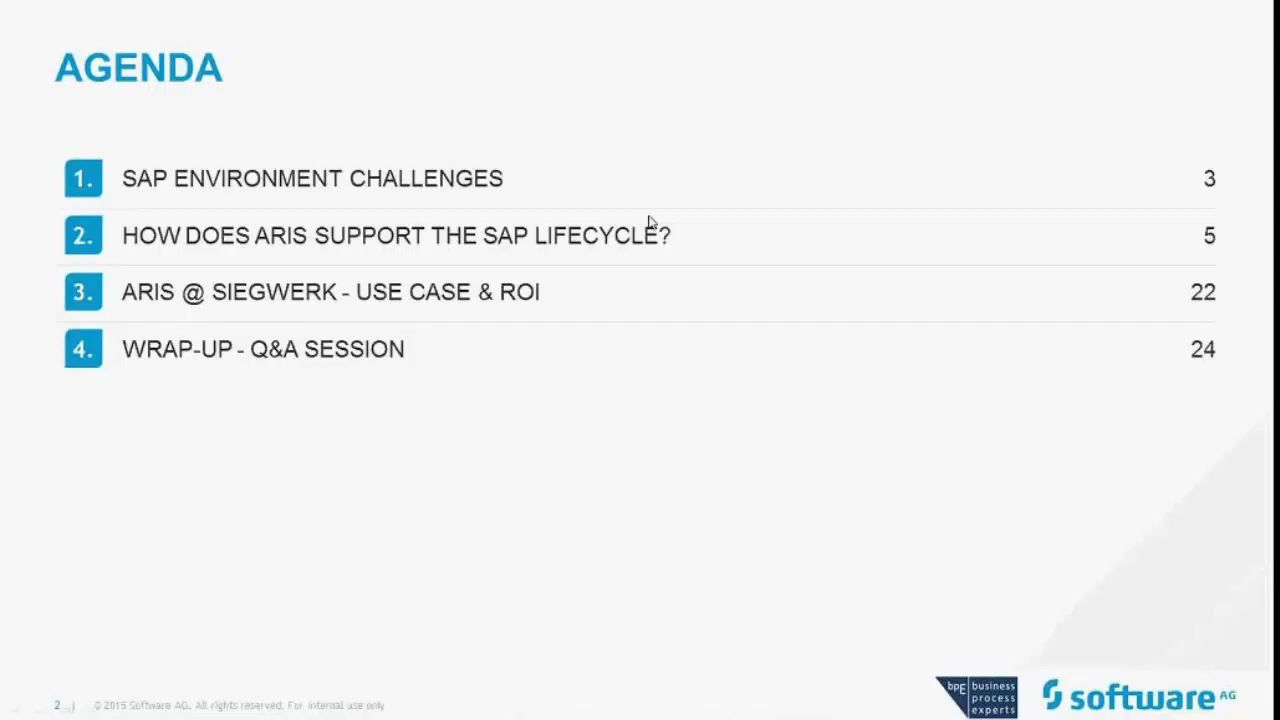 AGENDA
1. SAP ENVIRONMENT CHALLENGES 3
2. HOW DOES ARIS SUPPORT THE SAP LIFECYCLE? 5
3. ARIS @ SIEGWERK - USE CASE & ROI 22
4. WRAP-UP - Q&A SESSION 24
2 | © 2015 Software AG. All rights reserved. For internal use only
bpE business
process
experts
software AG